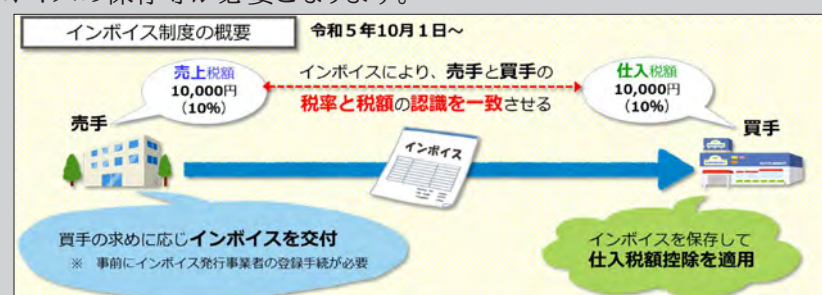 インボイス制度の概要
令和5年10月1日~
売上税額
10,000円
(10%)
インボイスにより、売手と買手の
税率と税額の認識を一致させる
仕入税額
10,000円
(10%)
売手
買手
インボイス
買手の求めに応じインボイスを交付
※ 事前にインボイス発行事業者の登録手続が必要
インボイスを保存して
仕入税額控除を適用